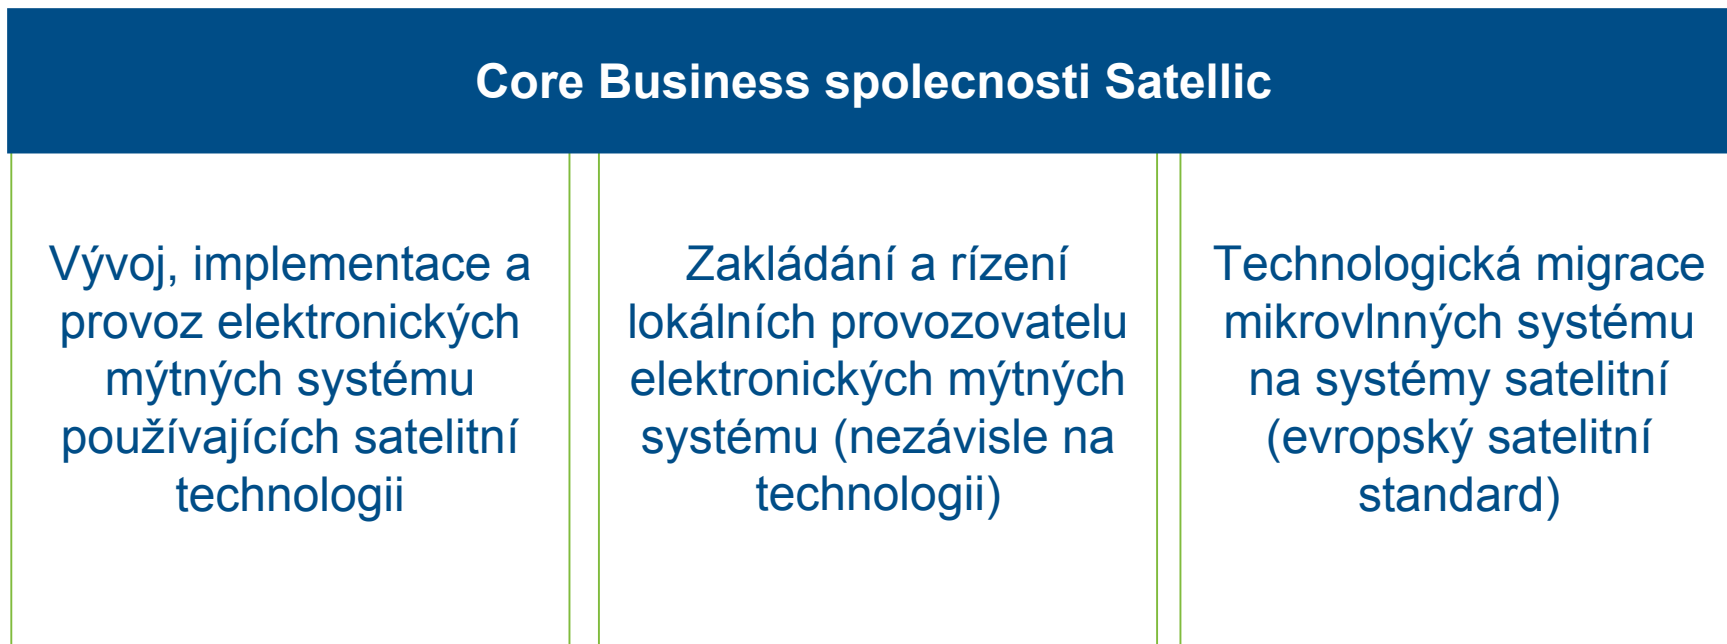 Core Business spolecnosti Satellic
Vývoj, implementace a
provoz elektronických
mýtných systému
používajících satelitní
technologii
Zakládání a rízení
lokálních provozovatelu
elektronických mýtných
systému (nezávisle na
technologii)
Technologická migrace
mikrovlnných systému
na systémy satelitní
(evropský satelitní
standard)